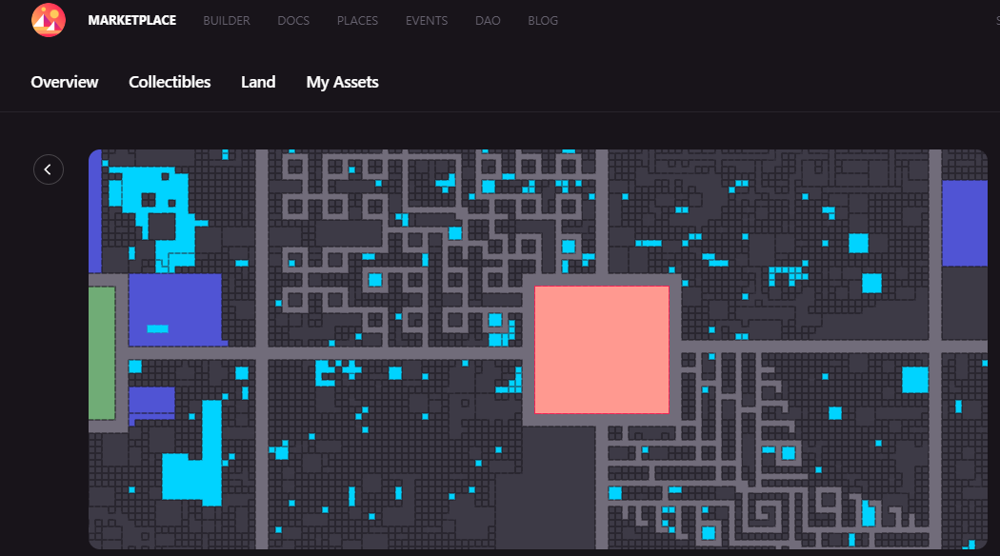 MARKETPLACE BUILDER DOCS PLACES EVENTS DAO BLOG
Overview Collectibles Land My Assets